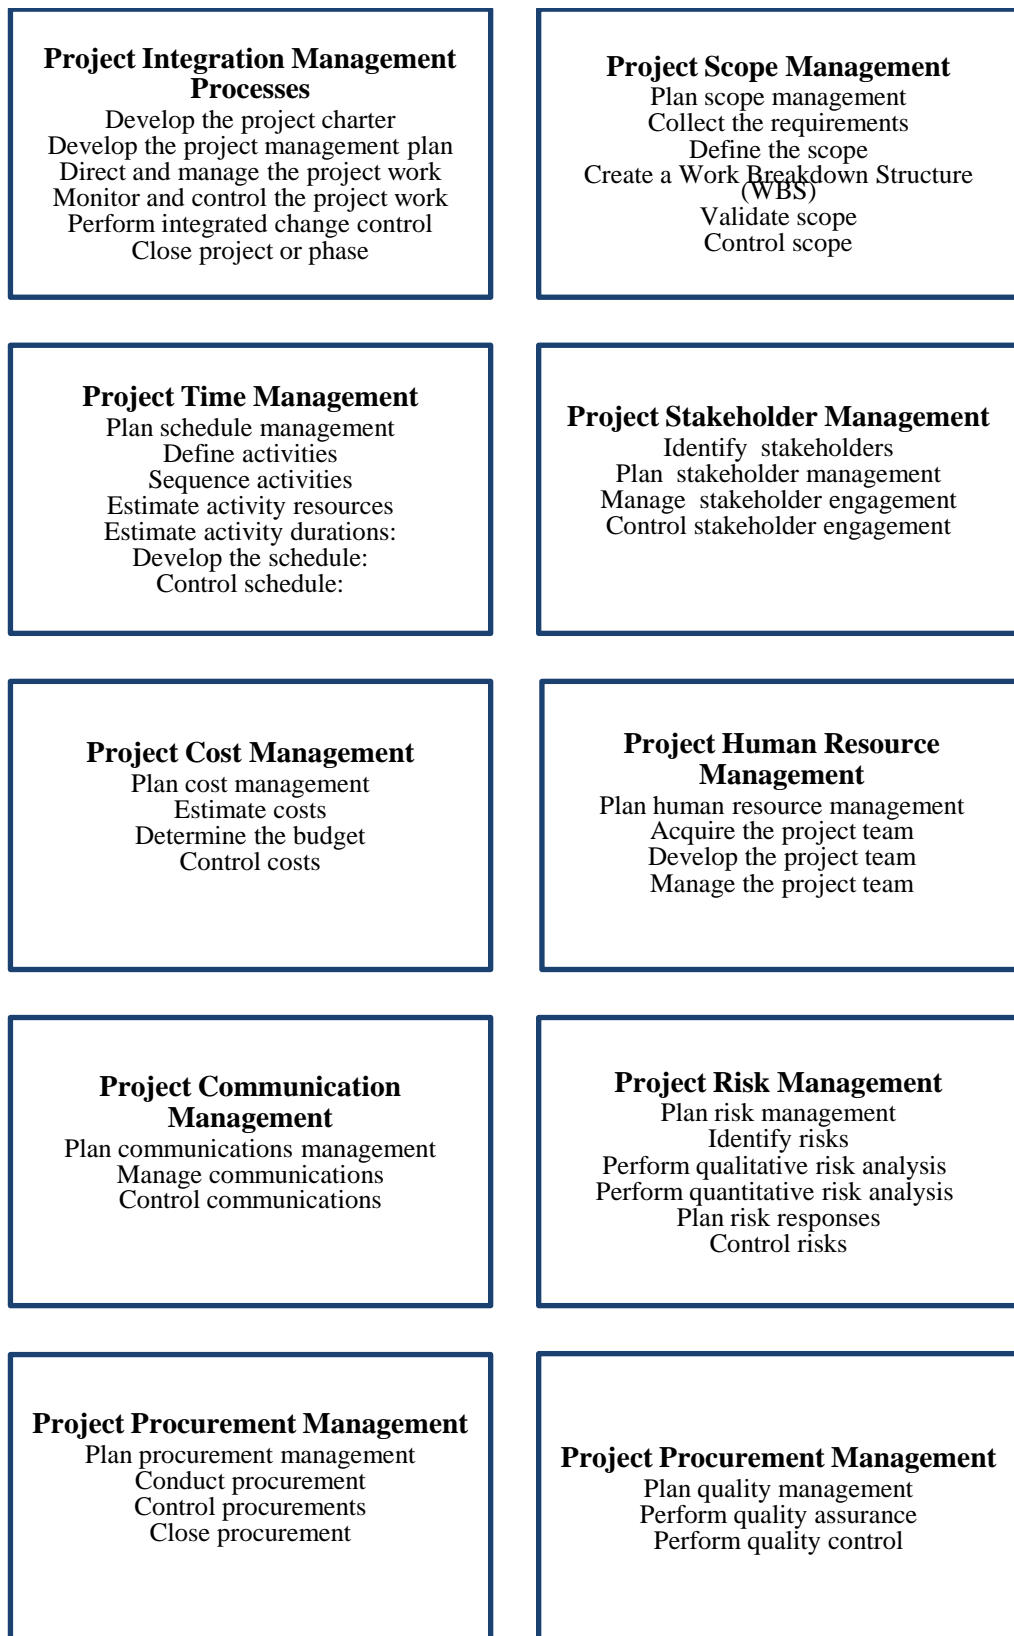 Project Integration Management
Processes
Develop the project charter
Develop the project management plan
Direct and manage the project work
Monitor and control the project work
Perform integrated change control
Close project or phase
Project Scope Management
Plan scope management
Collect the requirements
Define the scope
Create a Work Breakdown Structure
(WBS)
Validate scope
Control scope
Project Time Management
Plan schedule management
Define activities
Sequence activities
Estimate activity resources
Estimate activity durations:
Develop the schedule:
Control schedule:
Project Stakeholder Management
Identify stakeholders
Plan stakeholder management
Manage stakeholder engagement
Control stakeholder engagement
Project Cost Management
Plan cost management
Estimate costs
Determine the budget
Control costs
Project Human Resource
Management
Plan human resource management
Acquire the project team
Develop the project team
Manage the project team
Project Communication
Management
Plan communications management
Manage communications
Control communications
Project Risk Management
Plan risk management
Identify risks
Perform qualitative risk analysis
Perform quantitative risk analysis
Plan risk responses
Control risks
Project Procurement Management
Plan procurement management
Conduct procurement
Control procurements
Close procurement
Project Procurement Management
Plan quality management
Perform quality assurance
Perform quality control